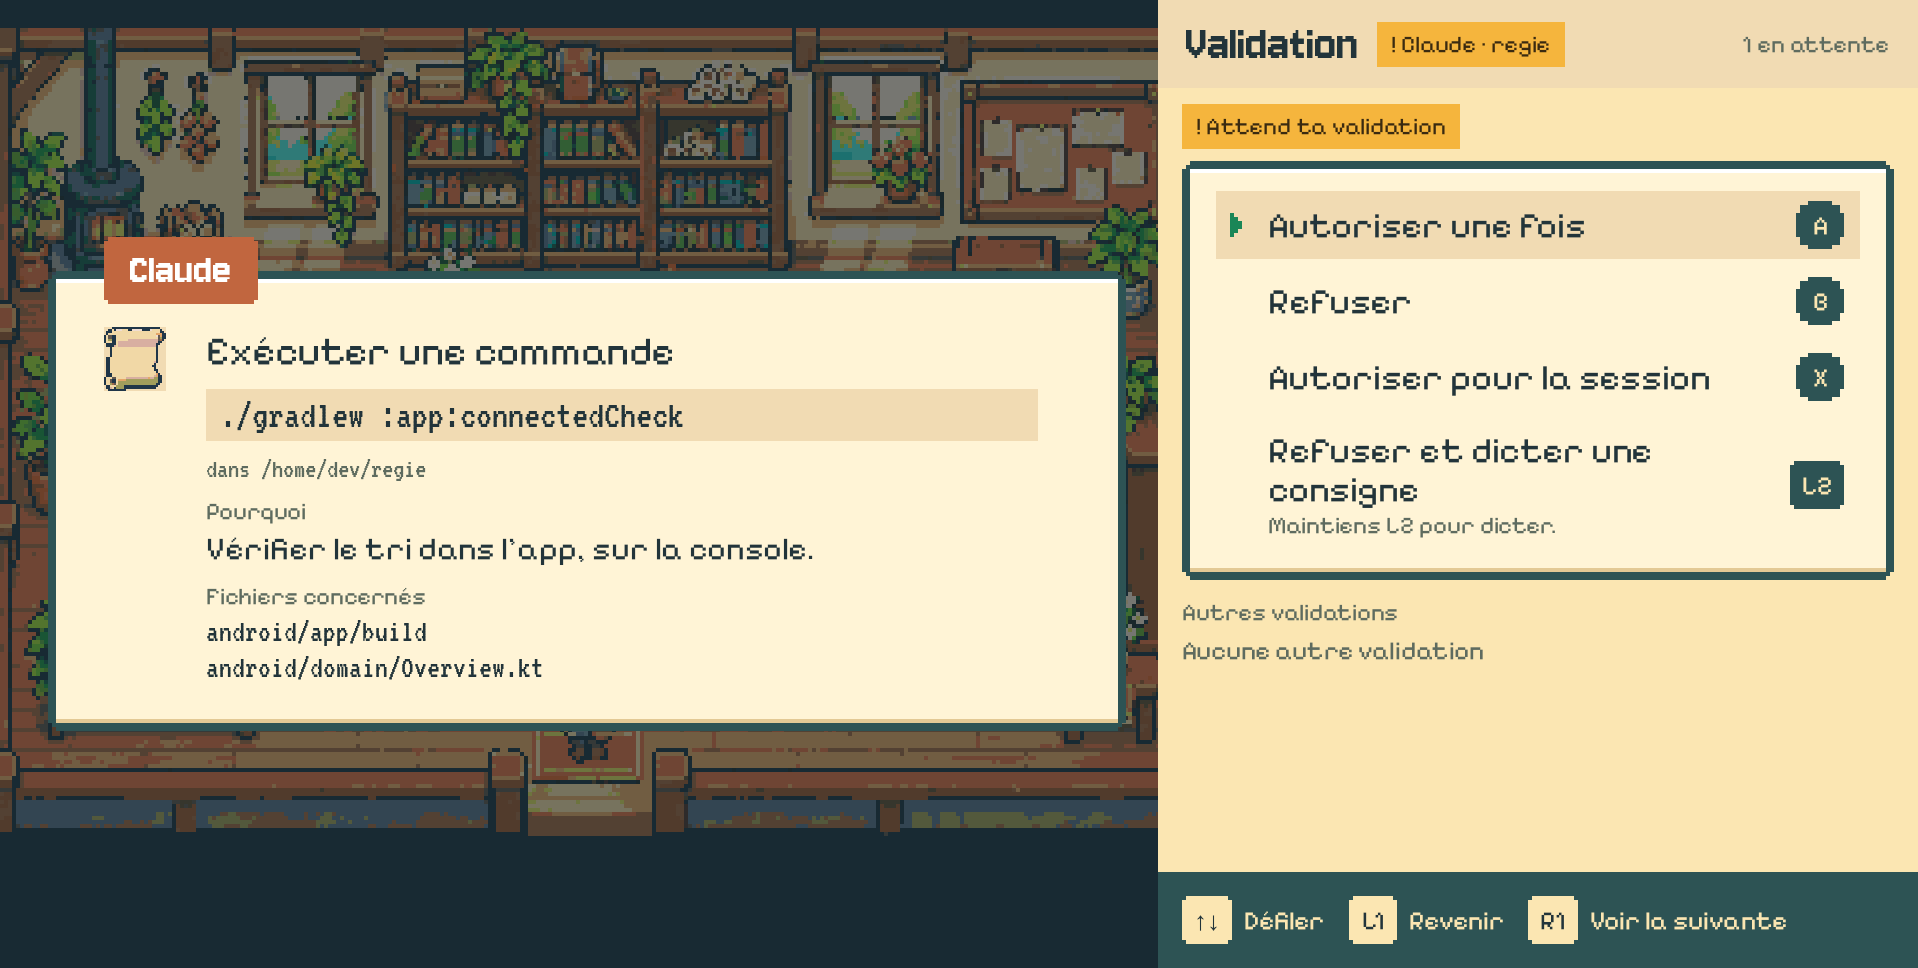 Claude
Exécuter une commande
./gradlew :app:connectedCheck
dans /home/dev/regie
Pourquoi
Vérifier le tri dans l'app, sur la console.
Fichiers concernés
android/app/build
android/domain/Overview.kt
Validation
! Claude · regie
1 en attente
! Attend ta validation
Autoriser une fois A
Refuser B
Autoriser pour la session X
Refuser et dicter une
consigne L2
Maintiens L2 pour dicter.
Autres validations
Aucune autre validation
↑↓ Défiler L1 Revenir R1 Voir la suivante